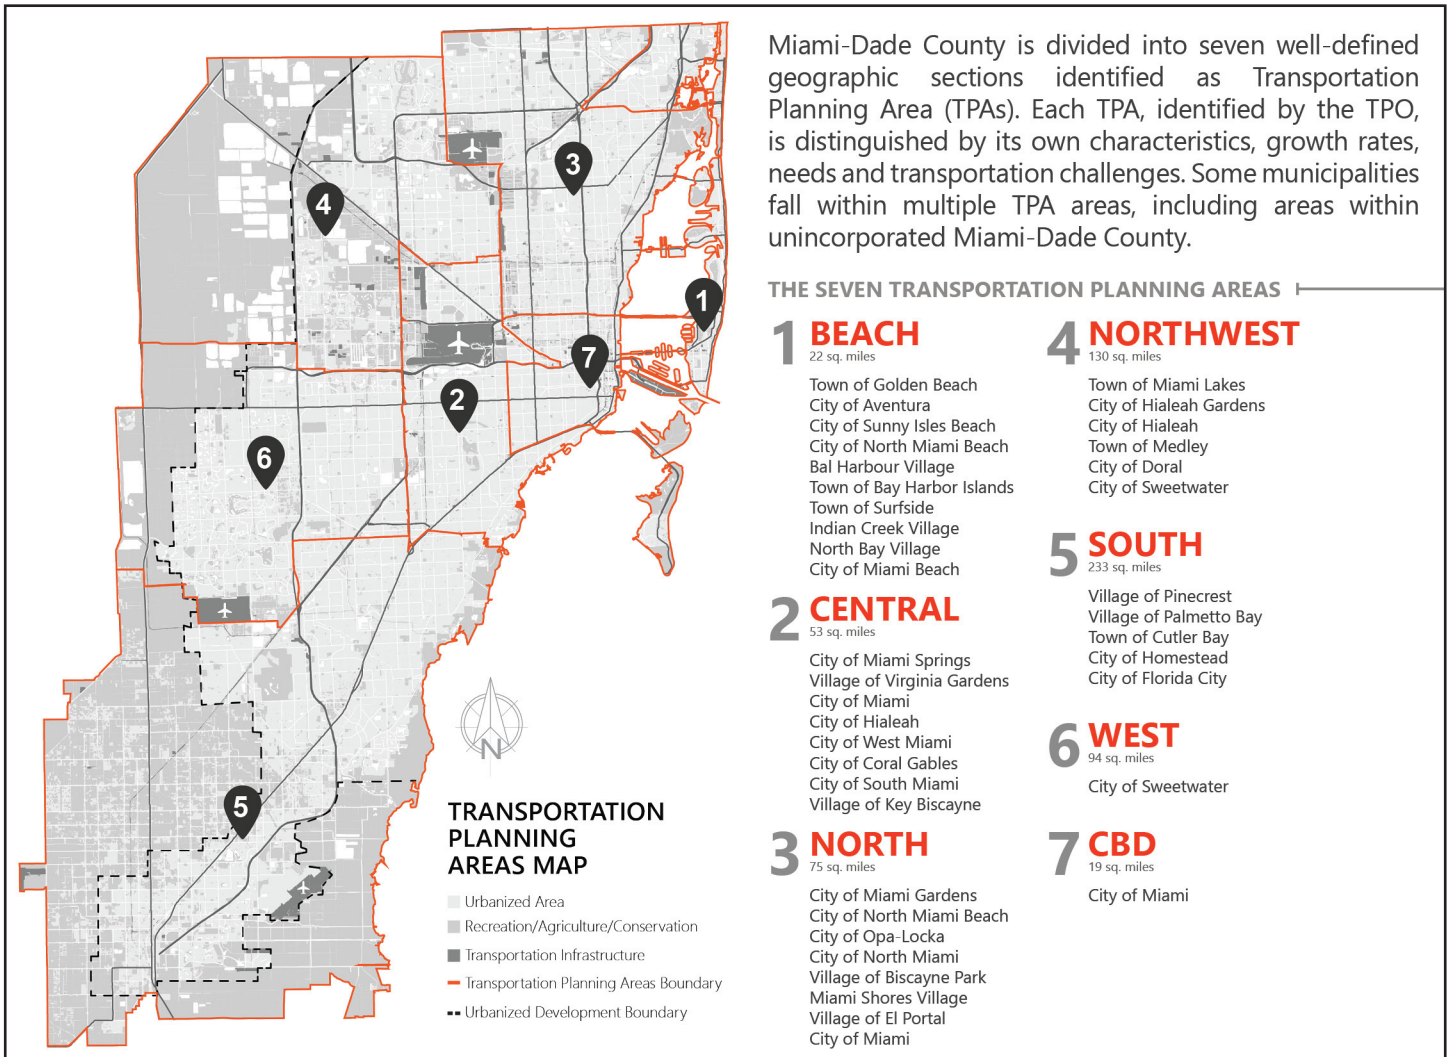 Miami-Dade County is divided into seven well-defined
geographic sections identified as Transportation
Planning Area (TPAs). Each TPA, identified by the TPO,
is distinguished by its own characteristics, growth rates,
needs and transportation challenges. Some municipalities
fall within multiple TPA areas, including areas within
unincorporated Miami-Dade County.
THE SEVEN TRANSPORTATION PLANNING AREAS
1 BEACH
22 sq. miles
Town of Golden Beach
City of Aventura
City of Sunny Isles Beach
City of North Miami Beach
Bal Harbour Village
Town of Bay Harbor Islands
Town of Surfside
Indian Creek Village
North Bay Village
City of Miami Beach
2 CENTRAL
53 sq. miles
City of Miami Springs
Village of Virginia Gardens
City of Miami
City of Hialeah
City of West Miami
City of Coral Gables
City of South Miami
Village of Key Biscayne
3 NORTH
75 sq. miles
City of Miami Gardens
City of North Miami Beach
City of Opa-Locka
City of North Miami
Village of Biscayne Park
Miami Shores Village
Village of El Portal
City of Miami
4 NORTHWEST
130 sq. miles
Town of Miami Lakes
City of Hialeah Gardens
City of Hialeah
Town of Medley
City of Doral
City of Sweetwater
5 SOUTH
233 sq. miles
Village of Pinecrest
Village of Palmetto Bay
Town of Cutler Bay
City of Homestead
City of Florida City
6 WEST
94 sq. miles
City of Sweetwater
7 CBD
19 sq. miles
City of Miami
3
4
1
7
2
6
5
N
TRANSPORTATION
PLANNING
AREAS MAP
Urbanized Area
Recreation/Agriculture/Conservation
Transportation Infrastructure
Transportation Planning Areas Boundary
Urbanized Development Boundary